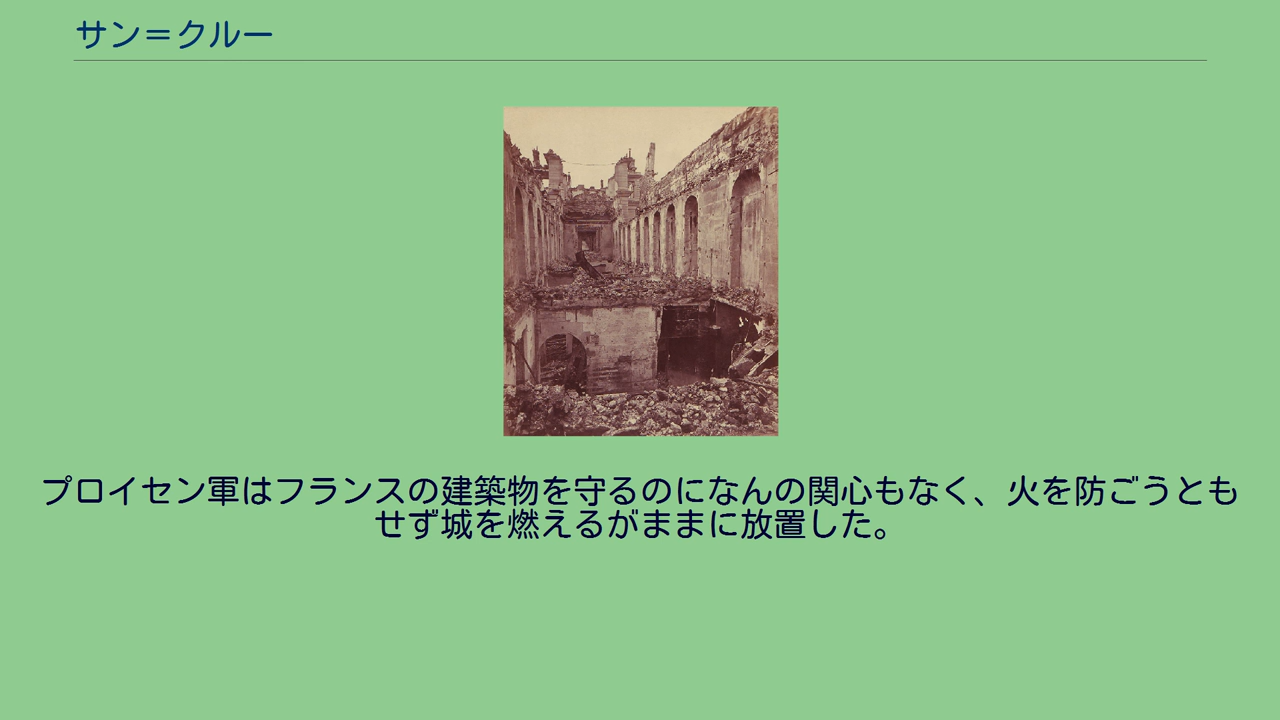 サン＝クルー
プロイセン軍はフランスの建築物を守るのになんの関心もなく、火を防ごうとも
せず城を燃えるがままに放置した。